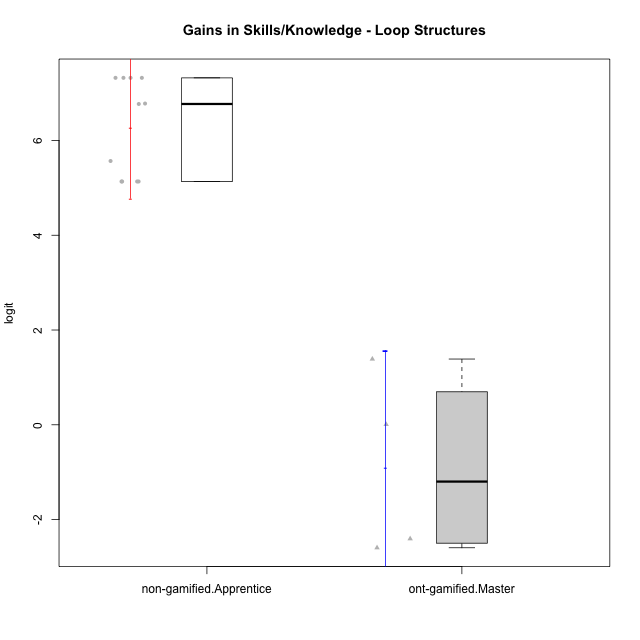 Gains in Skills/Knowledge - Loop Structures
logit
6
4
2
0
-2
non-gamified.Apprentice
ont-gamified.Master